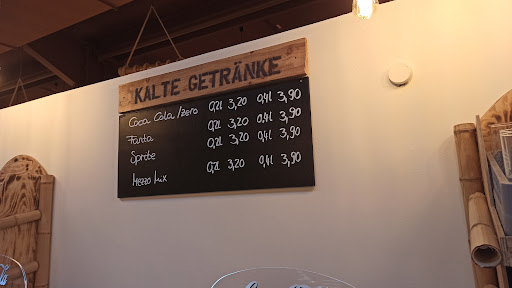 KALTE GETRÄNKE
Coca Cola/zero 0,2l 3,20 0,4l 3,90
Fanta 0,2l 3,20 0,4l 3,90
Sprite 0,2l 3,20 0,4l 3,90
Mezzo Mix 0,2l 3,20 0,4l 3,90